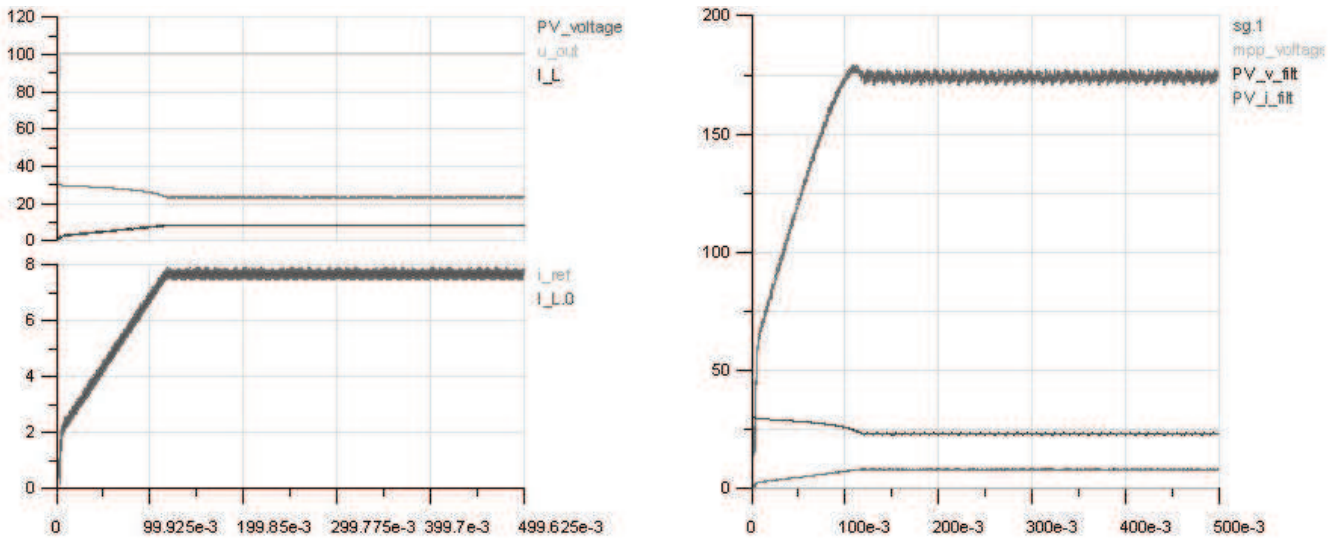 120
100
80
60
40
20
0
PV_voltage
u_out
I_L
8
6
4
2
0
i_ref
I_L.0
0 99.925e-3 199.85e-3 299.775e-3 399.7e-3 499.625e-3
200
150
100
50
0
sg.1
mpp_voltage
PV_v_filt
PV_i_filt
0 100e-3 200e-3 300e-3 400e-3 500e-3